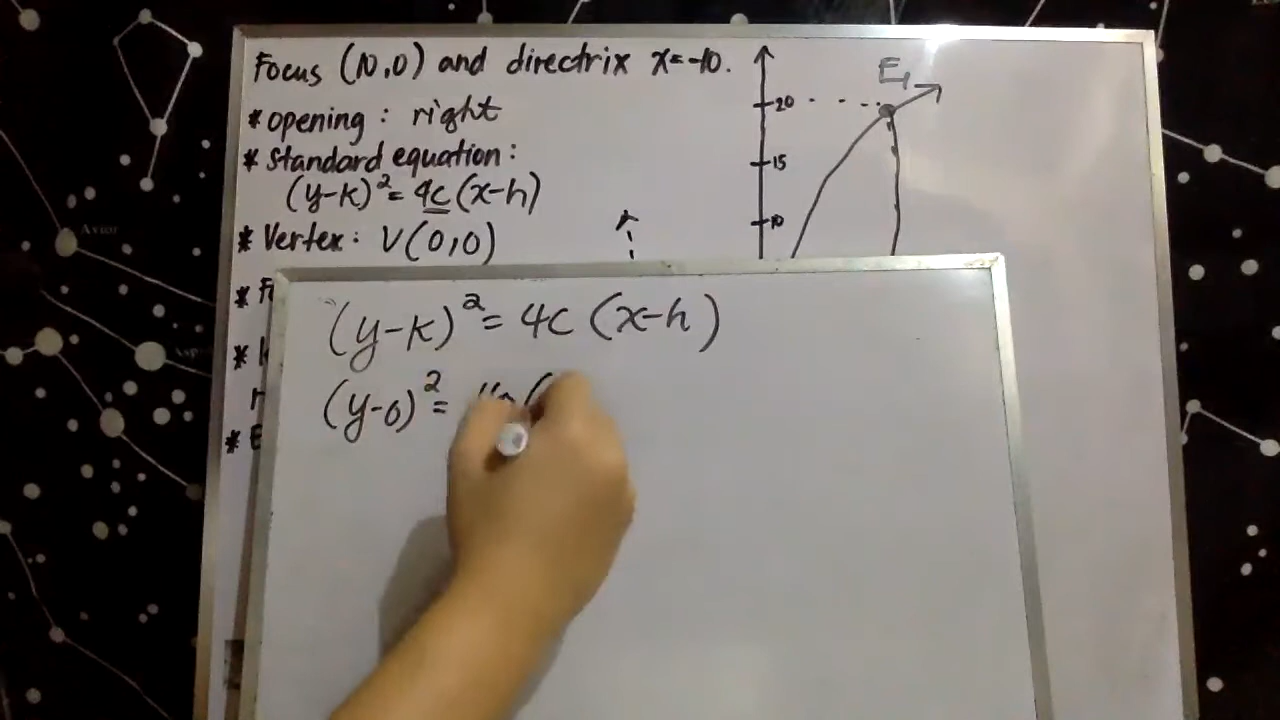 Focus (10,0) and directrix x=-10.
* opening : right
* Standard equation :
(y-k)²= 4c (x-h)
* Vertex : V(0,0)
* F
*
* E
E₁
20
15
10
(y-k)²= 4c (x-h)
(y-0)²=
Avior